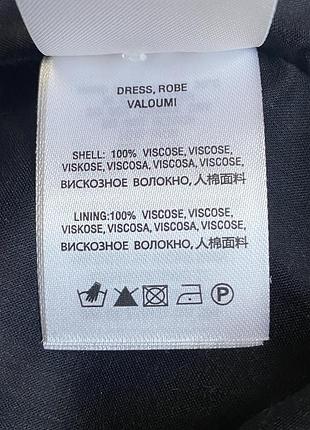 DRESS, ROBE
VALOUMI
SHELL: 100% VISCOSE, VISCOSE,
VISKOSE, VISCOSA, VISCOSA, VISCOSE,
ВИСКОЗНОЕ ВОЛОКНО, 人棉面料
LINING:100% VISCOSE, VISCOSE,
VISKOSE, VISCOSA, VISCOSA, VISCOSE,
ВИСКОЗНОЕ ВОЛОКНО, 人棉面料
P